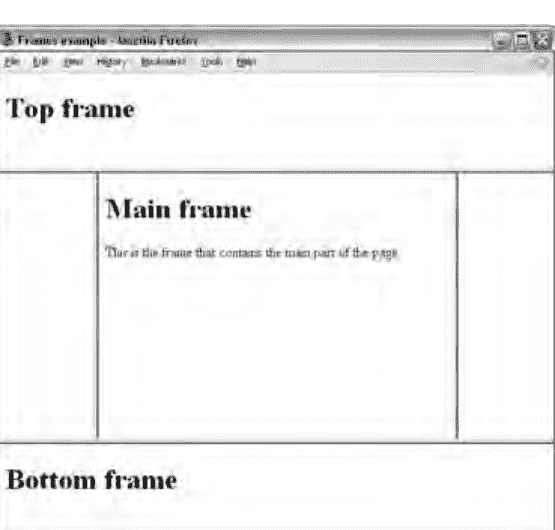 Frames example - Mozilla Firefox
File Edit View History Bookmarks Tools Help
Top frame
Main frame
This is the frame that contains the main part of the page
Bottom frame